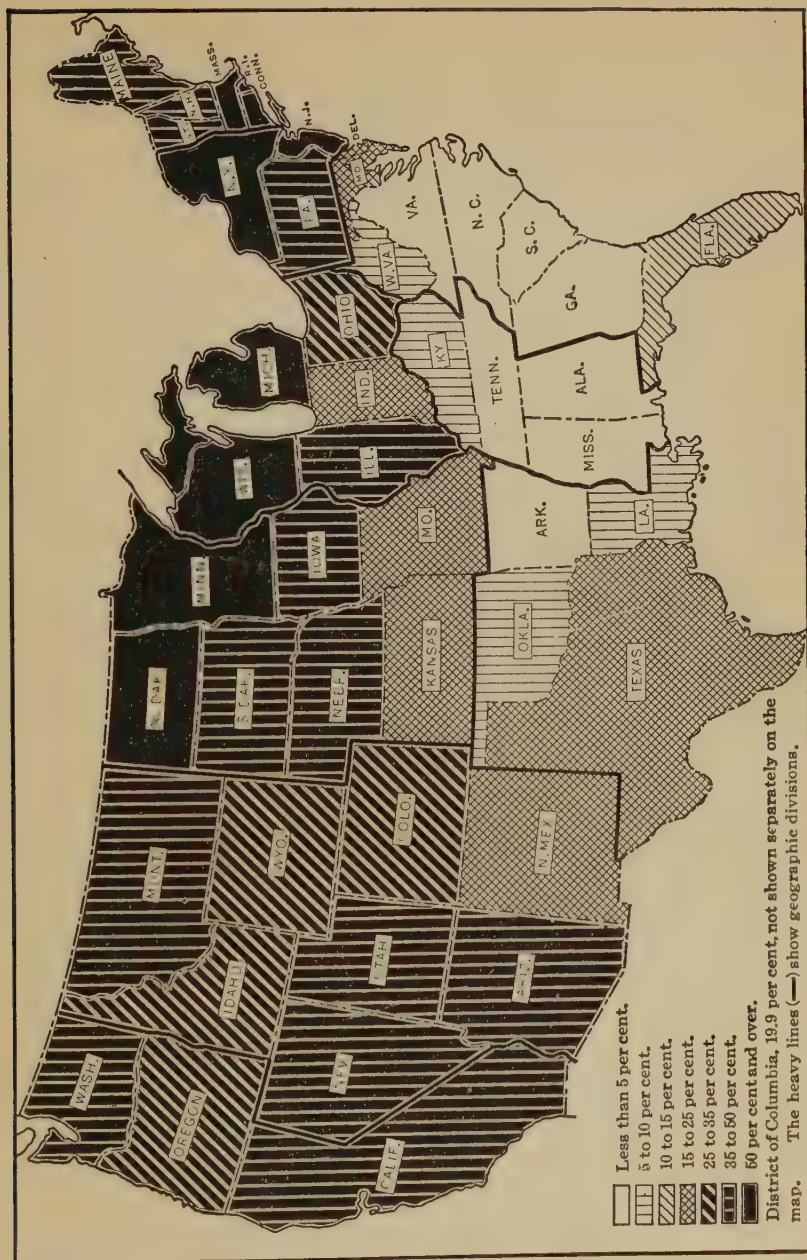 WASH.
MONT.
N. DAK.
MINN.
WIS.
MICH.
N.Y.
MAINE
VT.
N.H.
MASS.
R.I.
CONN.
N.J.
PA.
DEL.
MD.
OREGON
IDAHO
WYO.
S. DAK.
IOWA
NEBR.
ILL.
IND.
OHIO
W.VA.
VA.
CALIF.
NEV.
UTAH
COLO.
KANSAS
MO.
KY.
TENN.
N. C.
S. C.
ARIZ.
N.MEX
OKLA.
ARK.
MISS.
ALA.
GA.
TEXAS
LA.
FLA.
Less than 5 per cent.
5 to 10 per cent.
10 to 15 per cent.
15 to 25 per cent.
25 to 35 per cent.
35 to 50 per cent.
50 per cent and over.
District of Columbia, 19.9 per cent, not shown separately on the
map. The heavy lines (—) show geographic divisions.